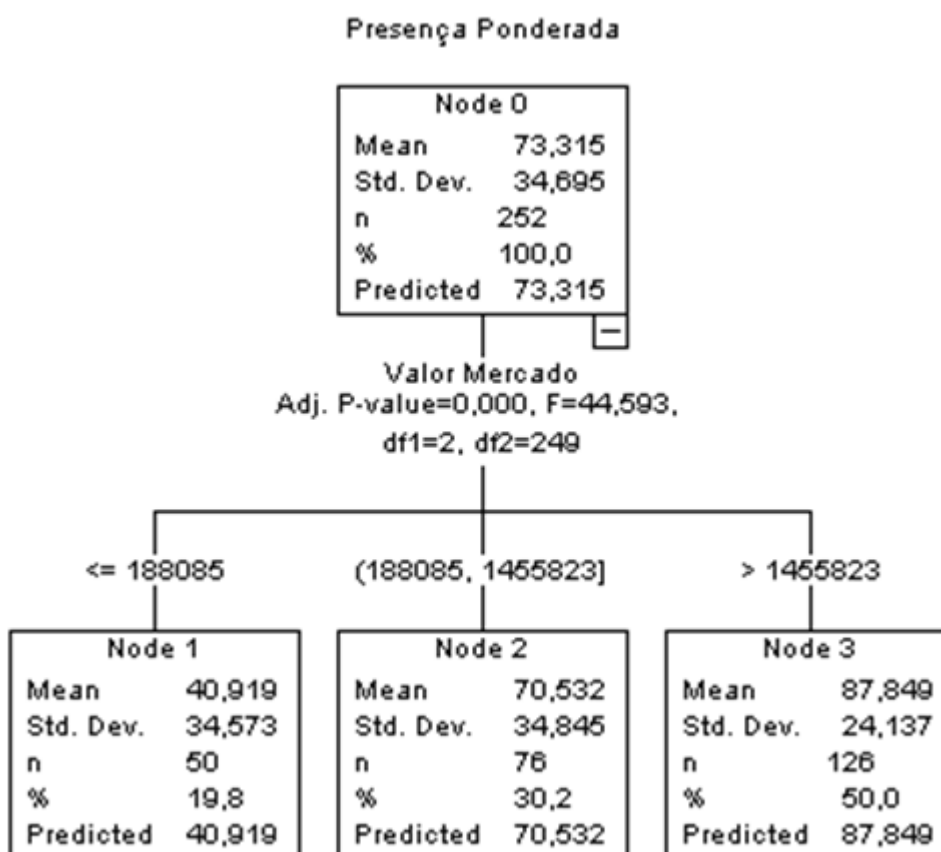 Presença Ponderada
Node 0
Mean 73,315
Std. Dev. 34,695
n 252
% 100,0
Predicted 73,315
Valor Mercado
Adj. P-value=0,000, F=44,593,
df1=2, df2=249
<= 188085
(188085, 1455823]
> 1455823
Node 1
Mean 40,919
Std. Dev. 34,573
n 50
% 19,8
Predicted 40,919
Node 2
Mean 70,532
Std. Dev. 34,845
n 76
% 30,2
Predicted 70,532
Node 3
Mean 87,849
Std. Dev. 24,137
n 126
% 50,0
Predicted 87,849